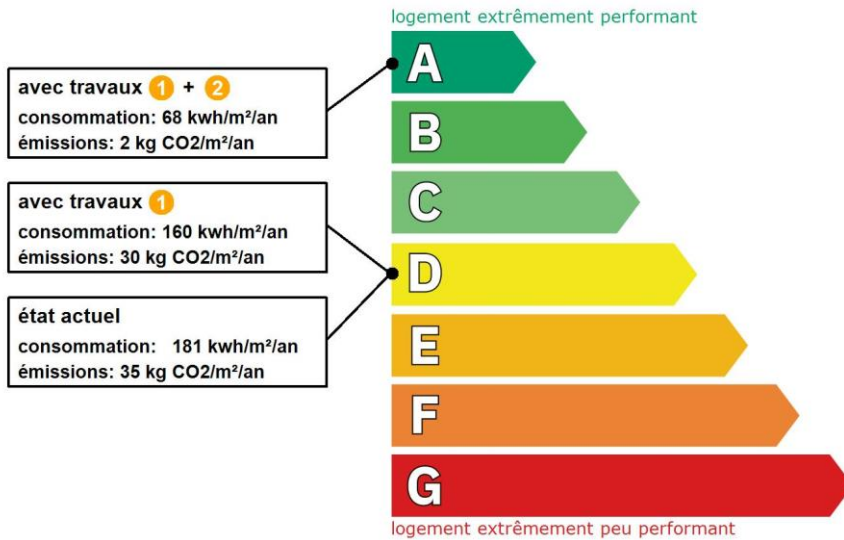 logement extrêmement performant
avec travaux 1 + 2
consommation: 68 kwh/m²/an
émissions: 2 kg CO2/m²/an
avec travaux 1
consommation: 160 kwh/m²/an
émissions: 30 kg CO2/m²/an
état actuel
consommation: 181 kwh/m²/an
émissions: 35 kg CO2/m²/an
A
B
C
D
E
F
G
logement extrêmement peu performant